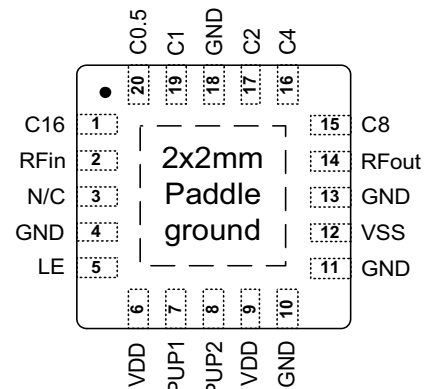 C0.5
C1
GND
C2
C4
20
19
18
17
16
C16 1
RFin 2
N/C 3
GND 4
LE 5
2x2mm
Paddle
ground
15 C8
14 RFout
13 GND
12 VSS
11 GND
6
7
8
9
10
VDD
PUP1
PUP2
VDD
GND